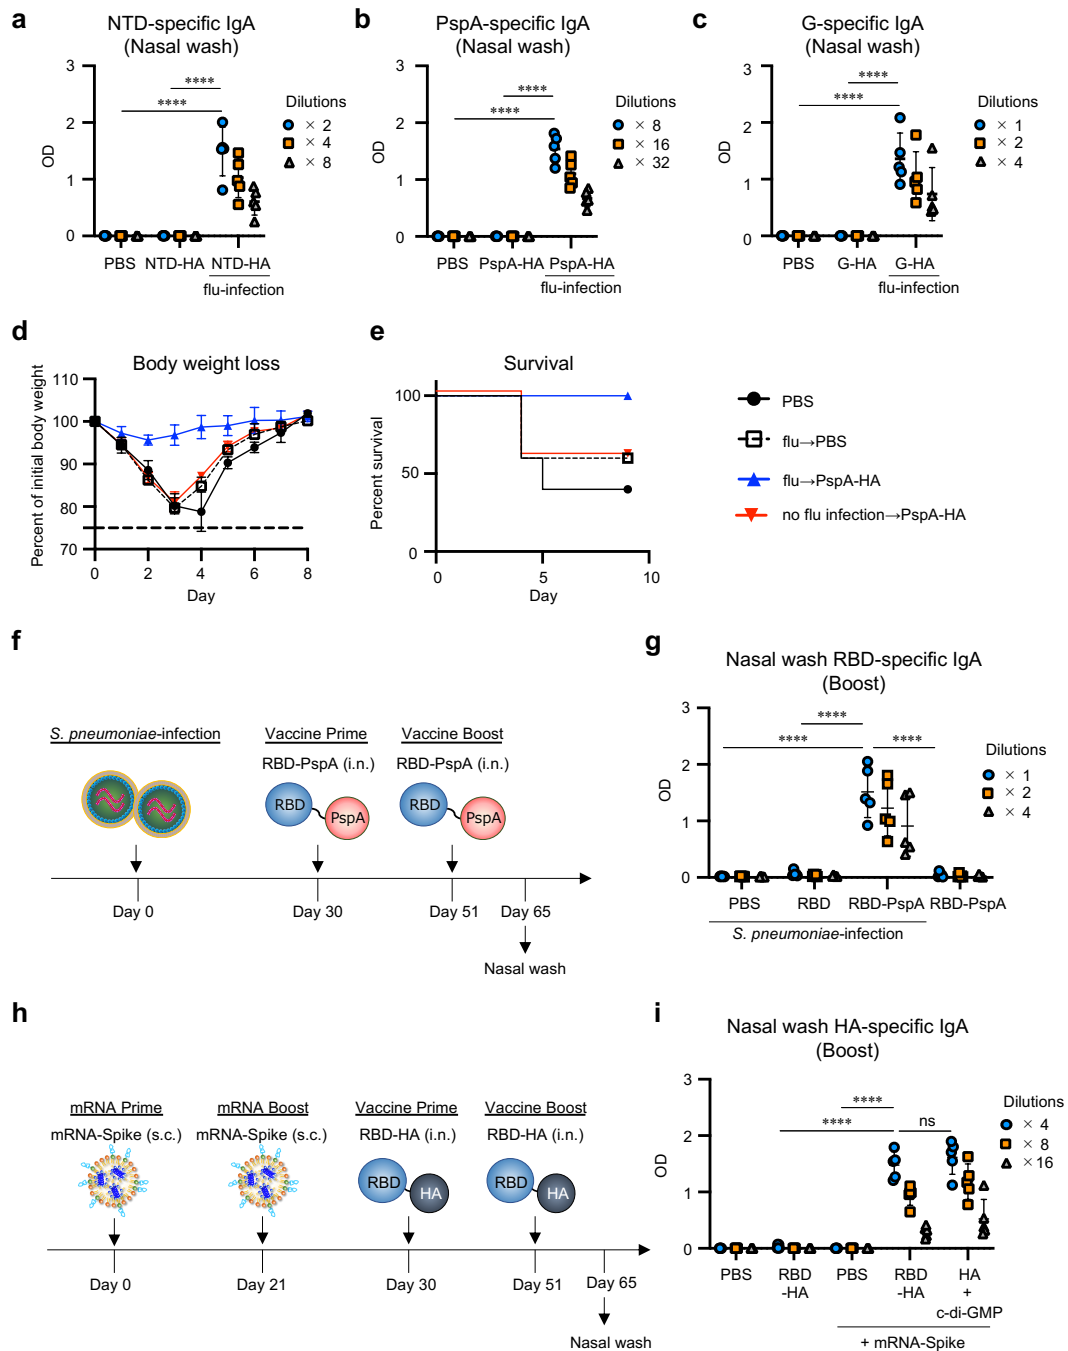 a
NTD-specific IgA
(Nasal wash)
3
2
1
0
OD
****
****
Dilutions
× 2
× 4
× 8
PBS NTD-HA NTD-HA
flu-infection
b
PspA-specific IgA
(Nasal wash)
3
2
1
0
OD
****
****
Dilutions
× 8
× 16
× 32
PBS PspA-HA PspA-HA
flu-infection
c
G-specific IgA
(Nasal wash)
3
2
1
0
OD
****
****
Dilutions
× 1
× 2
× 4
PBS G-HA G-HA
flu-infection
d
Body weight loss
Percent of initial body weight
110
100
90
80
70
0 2 4 6 8
Day
e
Survival
Percent survival
100
50
0
0 5 10
Day
PBS
flu→PBS
flu→PspA-HA
no flu infection→PspA-HA
f
S. pneumoniae-infection
Vaccine Prime
RBD-PspA (i.n.)
RBD
PspA
Vaccine Boost
RBD-PspA (i.n.)
RBD
PspA
Day 0
Day 30
Day 51
Day 65
Nasal wash
g
Nasal wash RBD-specific IgA
(Boost)
3
2
1
0
OD
****
****
****
Dilutions
× 1
× 2
× 4
PBS RBD RBD-PspA RBD-PspA
S. pneumoniae-infection
h
mRNA Prime
mRNA-Spike (s.c.)
mRNA Boost
mRNA-Spike (s.c.)
Vaccine Prime
RBD-HA (i.n.)
RBD
HA
Vaccine Boost
RBD-HA (i.n.)
RBD
HA
Day 0
Day 21
Day 30
Day 51
Day 65
Nasal wash
i
Nasal wash HA-specific IgA
(Boost)
3
2
1
0
OD
****
****
ns
Dilutions
× 4
× 8
× 16
PBS
RBD
-HA
PBS
RBD
-HA
HA
+
c-di-GMP
+ mRNA-Spike